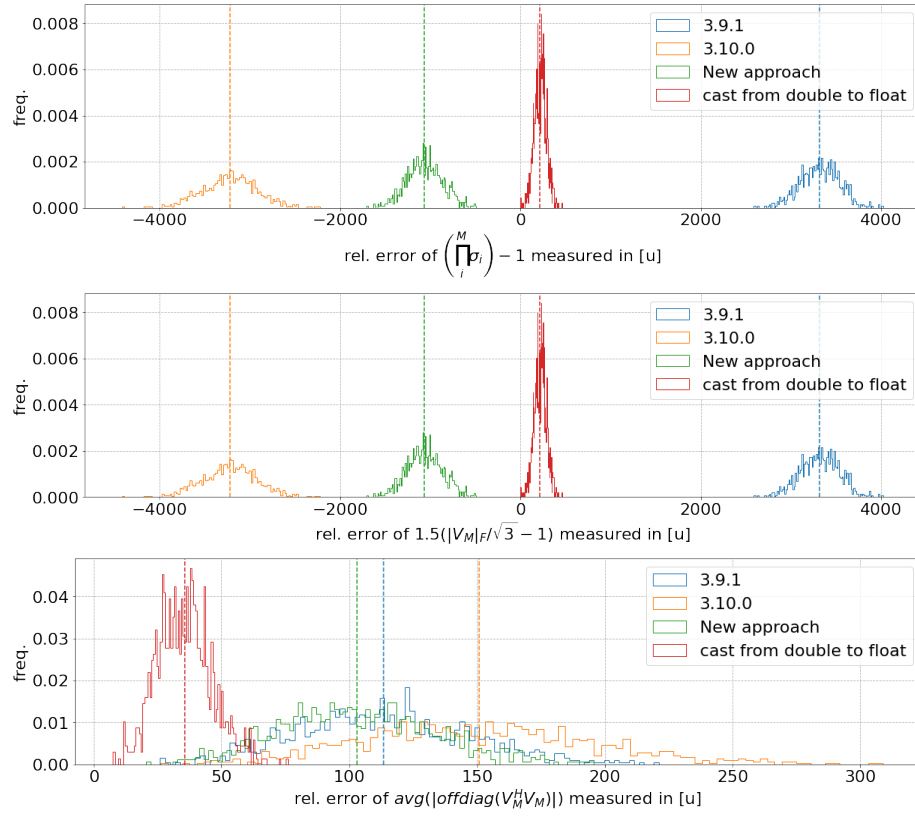 0.008
0.006
0.004
0.002
0.000
freq.
3.9.1
3.10.0
New approach
cast from double to float
−4000 −2000 0 2000 4000
rel. error of (∏_i^M σ_i) − 1 measured in [u]
0.008
0.006
0.004
0.002
0.000
freq.
3.9.1
3.10.0
New approach
cast from double to float
−4000 −2000 0 2000 4000
rel. error of 1.5(|V_M|_F/√3 − 1) measured in [u]
0.04
0.03
0.02
0.01
0.00
freq.
3.9.1
3.10.0
New approach
cast from double to float
0 50 100 150 200 250 300
rel. error of avg(|offdiag(V_M^H V_M)|) measured in [u]